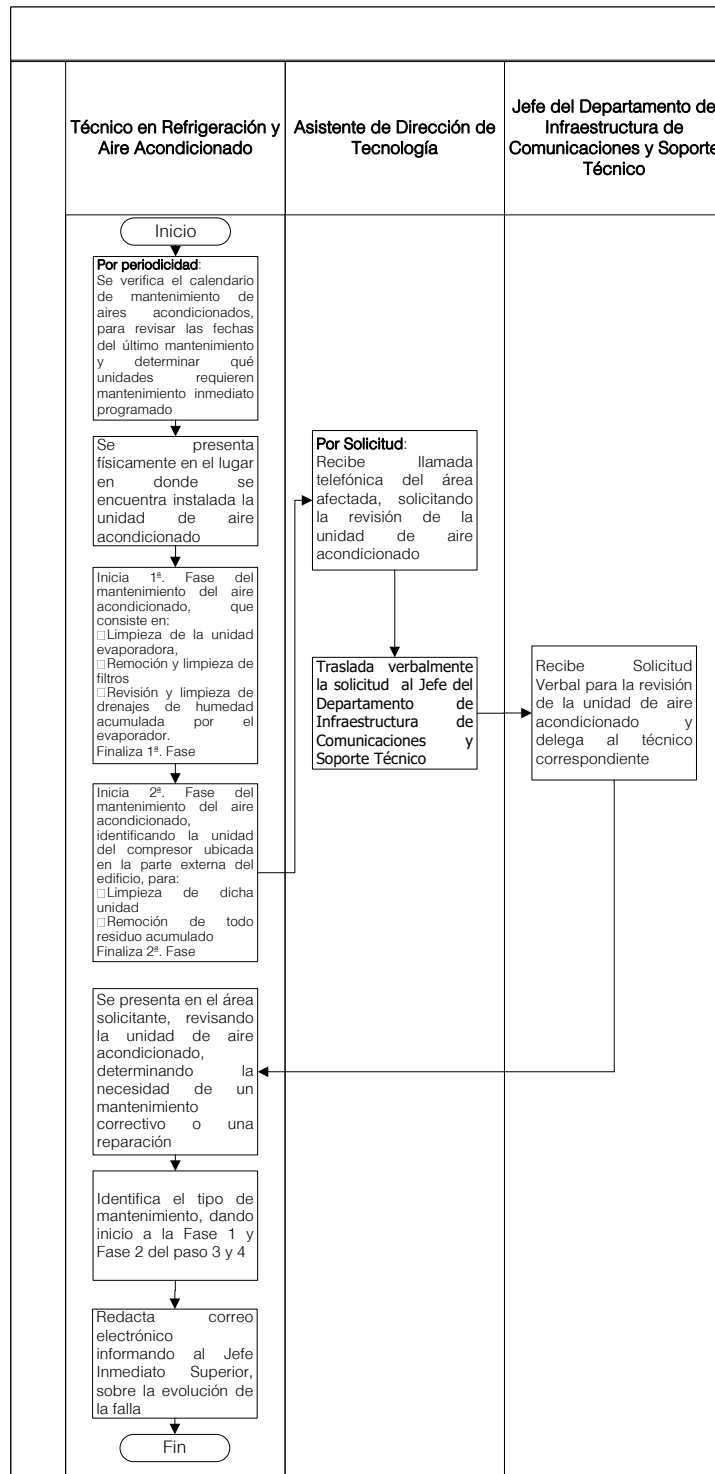 Técnico en Refrigeración y
Aire Acondicionado
Asistente de Dirección de
Tecnología
Jefe del Departamento de
Infraestructura de
Comunicaciones y Soporte
Técnico
Inicio
Por periodicidad:
Se verifica el calendario
de mantenimiento de
aires acondicionados,
para revisar las fechas
del último mantenimiento
y determinar qué
unidades requieren
mantenimiento inmediato
programado
Se presenta
físicamente en el lugar
en donde se
encuentra instalada la
unidad de aire
acondicionado
Inicia 1ª. Fase del
mantenimiento del aire
acondicionado, que
consiste en:
□Limpieza de la unidad
evaporadora,
□Remoción y limpieza de
filtros
□Revisión y limpieza de
drenajes de humedad
acumulada por el
evaporador.
Finaliza 1ª. Fase
Inicia 2ª. Fase del
mantenimiento del aire
acondicionado,
identificando la unidad
del compresor ubicada
en la parte externa del
edificio, para:
□Limpieza de dicha
unidad
□Remoción de todo
residuo acumulado
Finaliza 2ª. Fase
Por Solicitud:
Recibe llamada
telefónica del área
afectada, solicitando
la revisión de la
unidad de aire
acondicionado
Traslada verbalmente
la solicitud al Jefe del
Departamento de
Infraestructura de
Comunicaciones y
Soporte Técnico
Recibe Solicitud
Verbal para la revisión
de la unidad de aire
acondicionado y
delega al técnico
correspondiente
Se presenta en el área
solicitante, revisando
la unidad de aire
acondicionado,
determinando la
necesidad de un
mantenimiento
correctivo o una
reparación
Identifica el tipo de
mantenimiento, dando
inicio a la Fase 1 y
Fase 2 del paso 3 y 4
Redacta correo
electrónico
informando al Jefe
Inmediato Superior,
sobre la evolución de
la falla
Fin